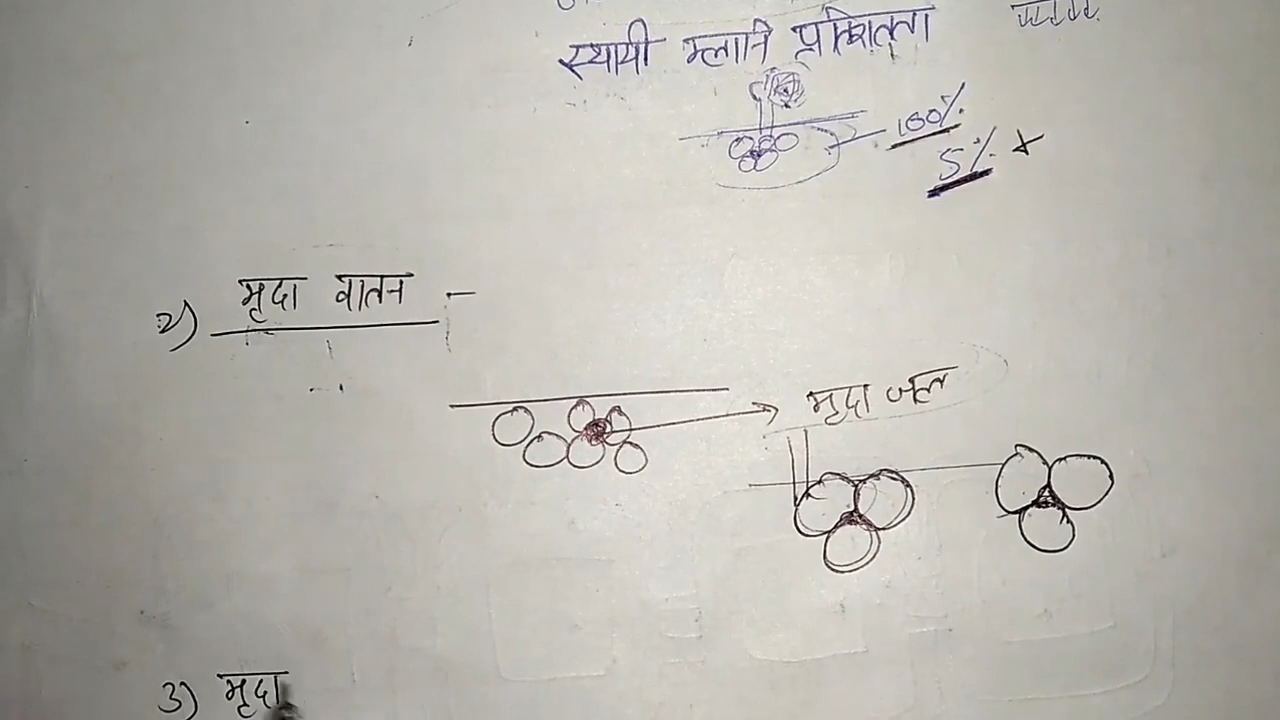 स्थायी म्लानि प्रतिशतता
100%
5% +
2) मृदा वातन -
मृदा जल
3) मृदा